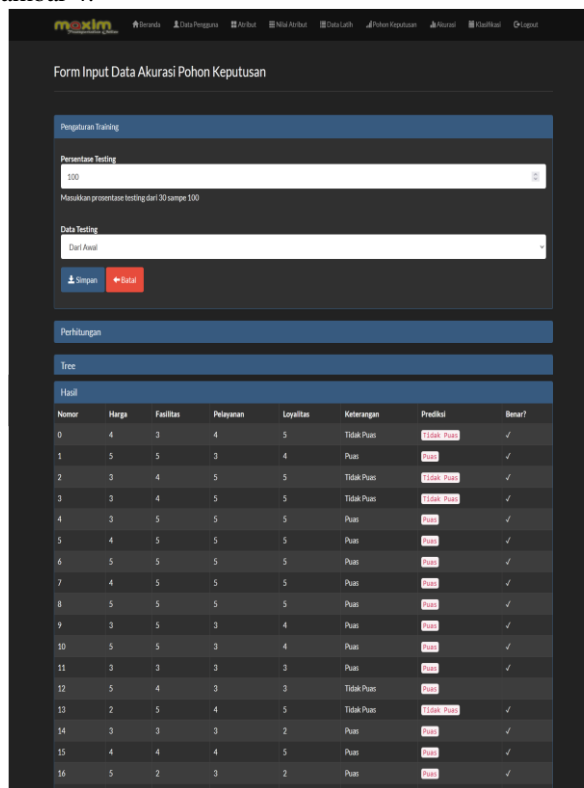 maxim Beranda Data Pengguna Atribut Nilai Atribut Data Latih Pohon Keputusan Akurasi Klasifikasi Logout
Form Input Data Akurasi Pohon Keputusan
Pengaturan Training
Persentase Testing
100
Masukkan prosentase testing dari 30 sampe 100
Data Testing
Dari Awal
Simpan Batal
Perhitungan
Tree
Hasil
Nomor Harga Fasilitas Pelayanan Loyalitas Keterangan Prediksi Benar?
0 4 3 4 5 Tidak Puas Tidak Puas ✓
1 5 5 3 4 Puas Puas ✓
2 3 4 5 5 Tidak Puas Tidak Puas ✓
3 3 4 5 5 Tidak Puas Tidak Puas ✓
4 3 5 5 5 Puas Puas ✓
5 4 5 5 5 Puas Puas ✓
6 5 5 5 5 Puas Puas ✓
7 4 5 5 5 Puas Puas ✓
8 5 5 5 5 Puas Puas ✓
9 3 5 3 4 Puas Puas ✓
10 5 5 3 4 Puas Puas ✓
11 3 3 3 3 Puas Puas ✓
12 5 4 3 3 Tidak Puas Puas
13 2 5 4 5 Tidak Puas Tidak Puas ✓
14 3 3 3 2 Puas Puas ✓
15 4 4 4 5 Puas Puas ✓
16 5 2 3 2 Puas Puas ✓